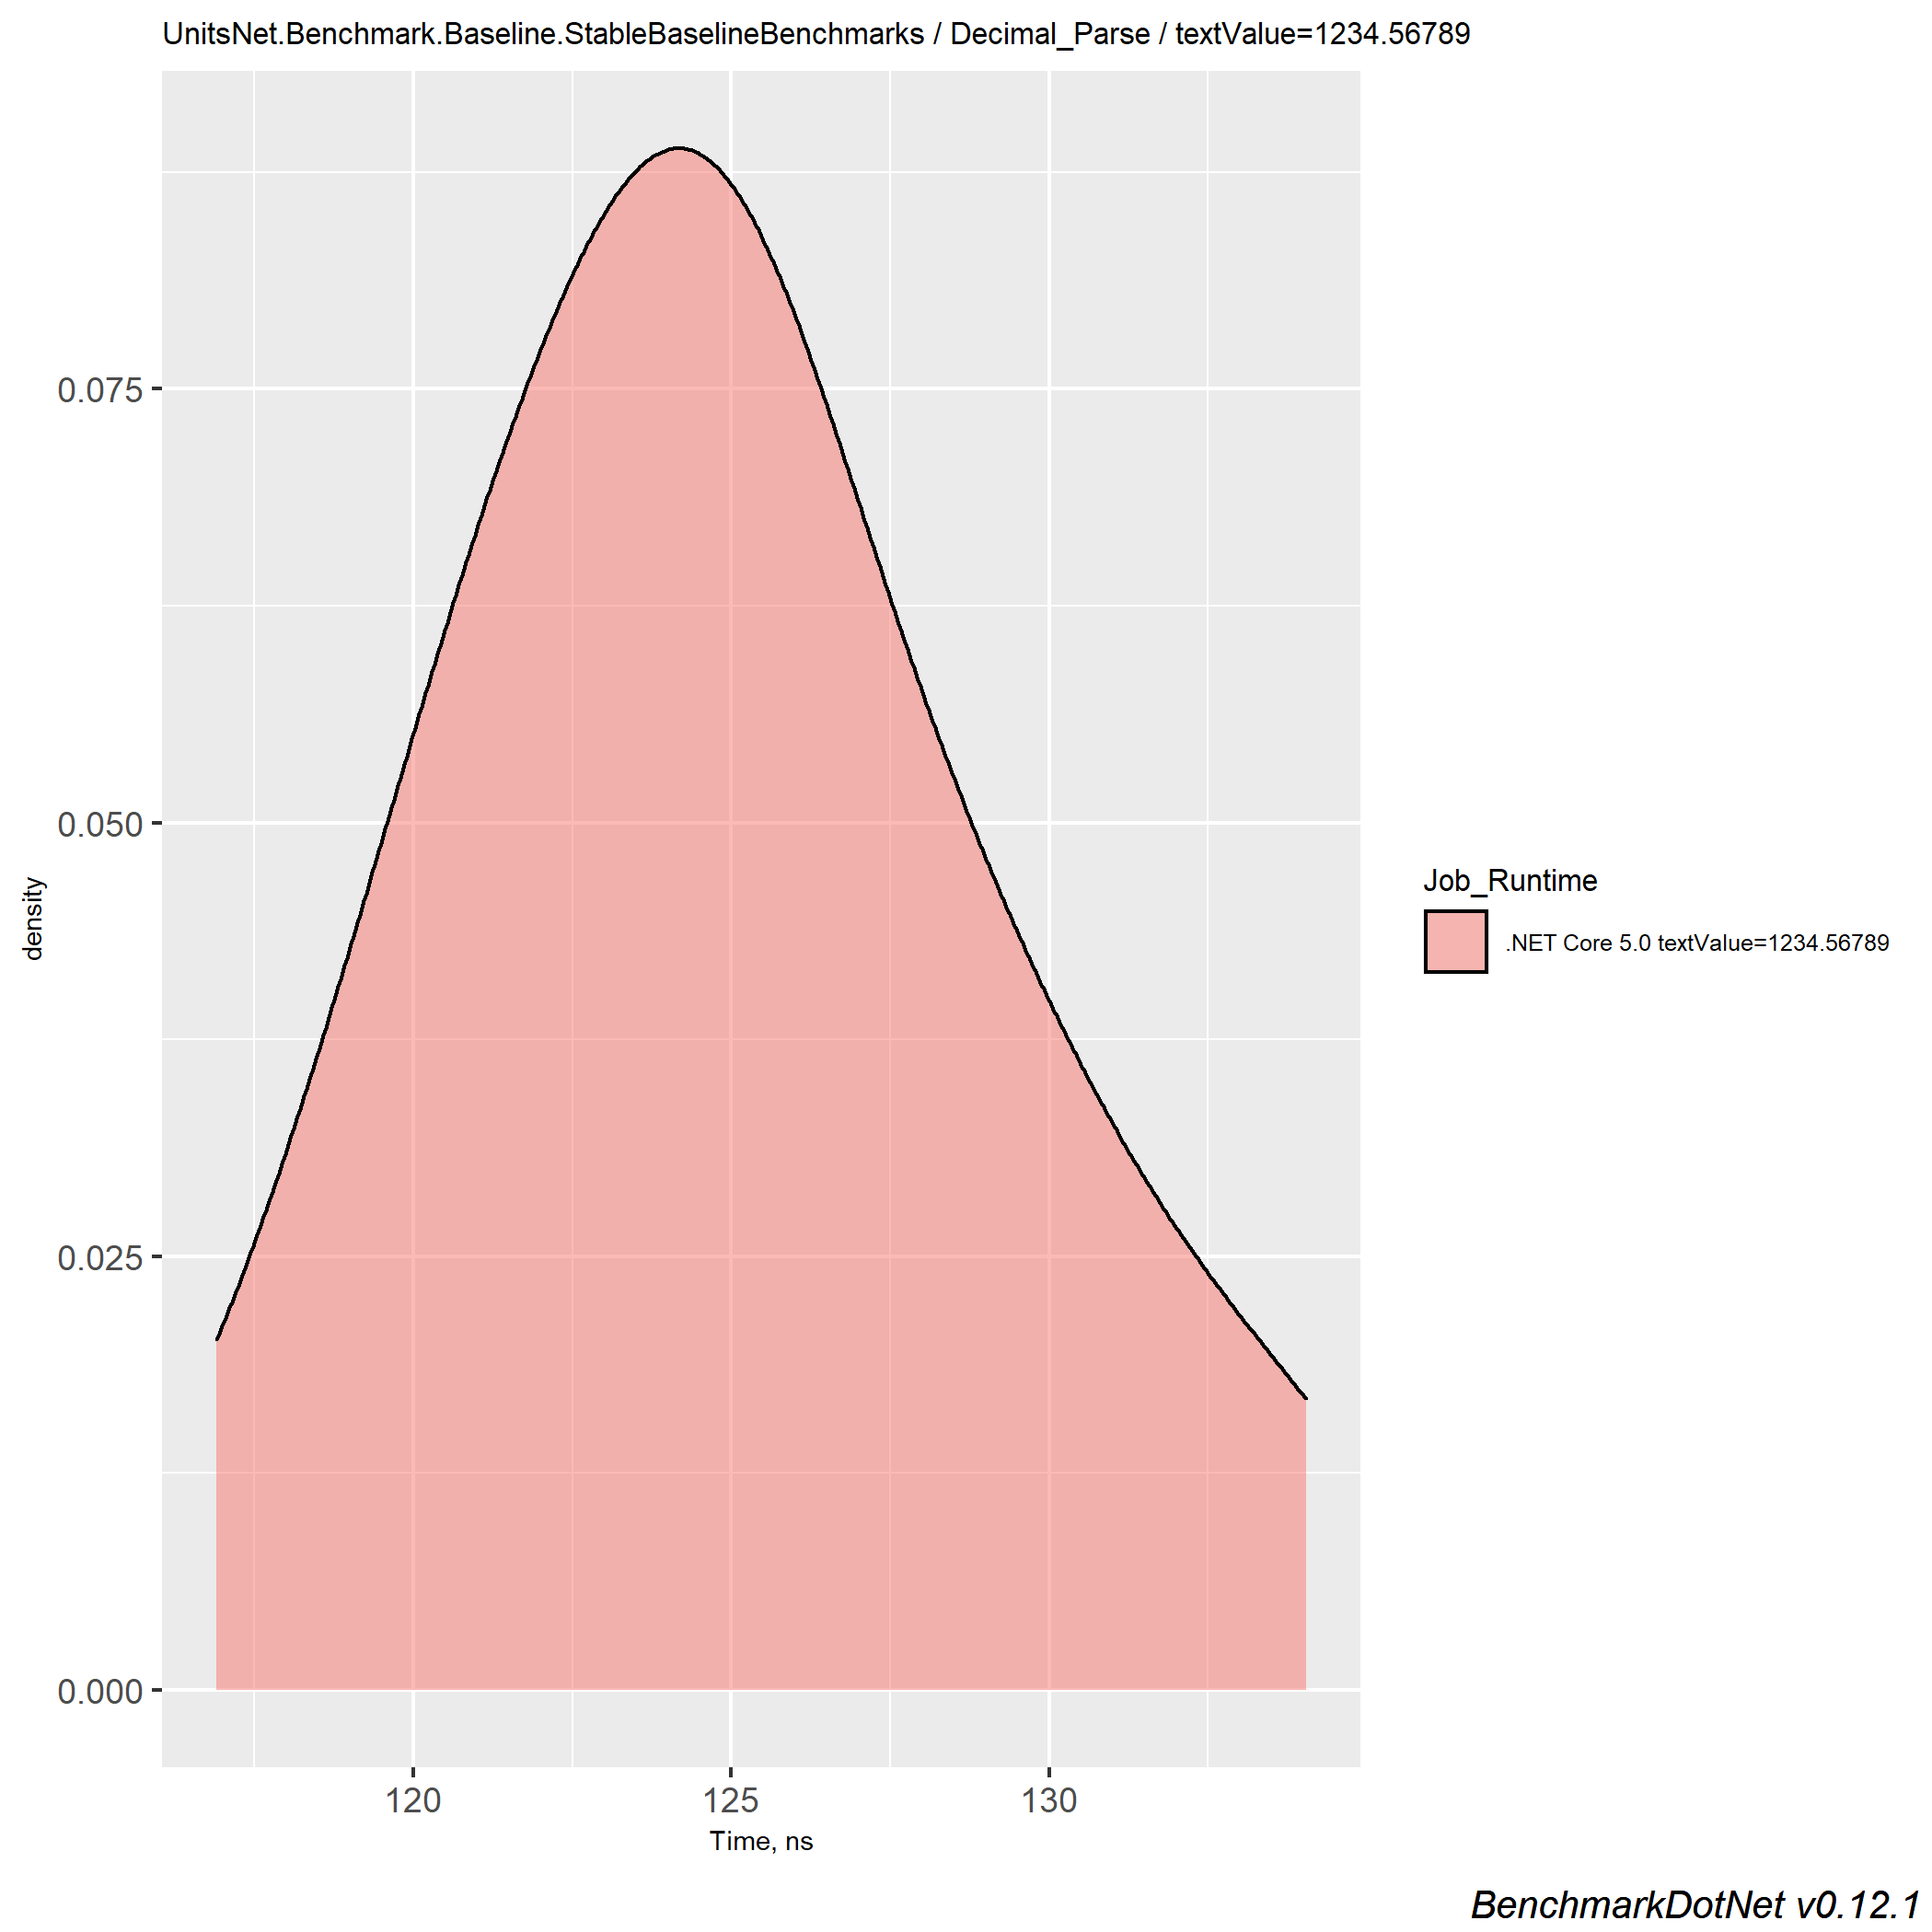 UnitsNet.Benchmark.Baseline.StableBaselineBenchmarks / Decimal_Parse / textValue=1234.56789
0.075
0.050
0.025
0.000
density
120 125 130
Time, ns
Job_Runtime
.NET Core 5.0 textValue=1234.56789
BenchmarkDotNet v0.12.1